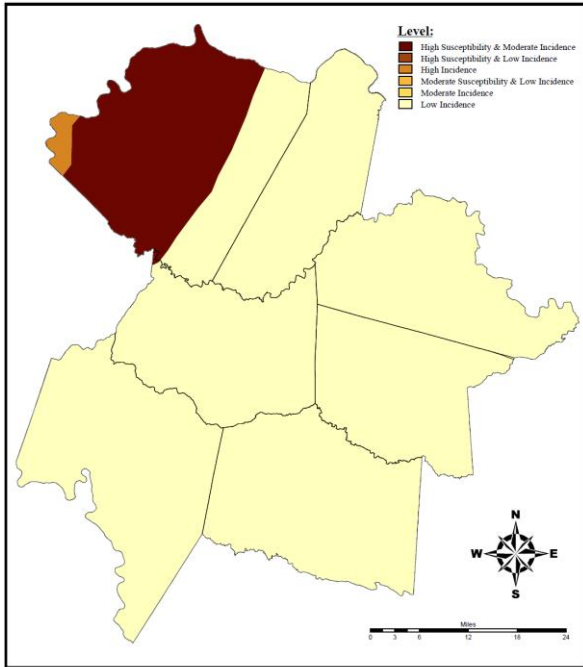 Level:
High Susceptibility & Moderate Incidence
High Susceptibility & Low Incidence
High Incidence
Moderate Susceptibility & Low Incidence
Moderate Incidence
Low Incidence
N
W E
S
Miles
0 3 6 12 18 24